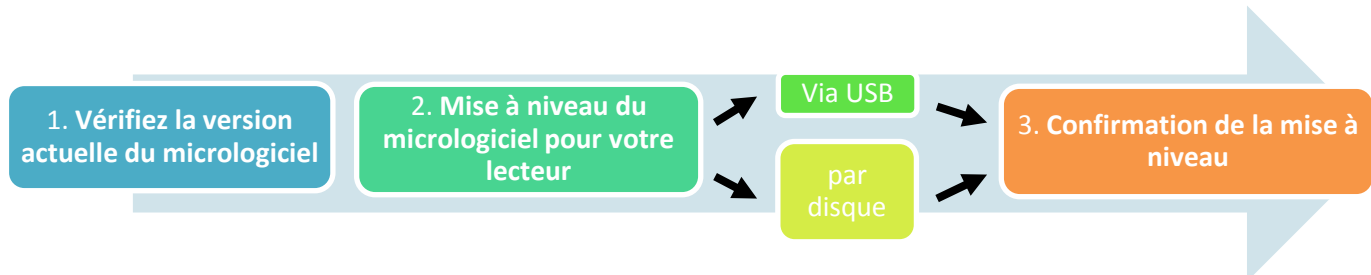 1. Vérifiez la version
actuelle du micrologiciel
2. Mise à niveau du
micrologiciel pour votre
lecteur
Via USB
par
disque
3. Confirmation de la mise à
niveau